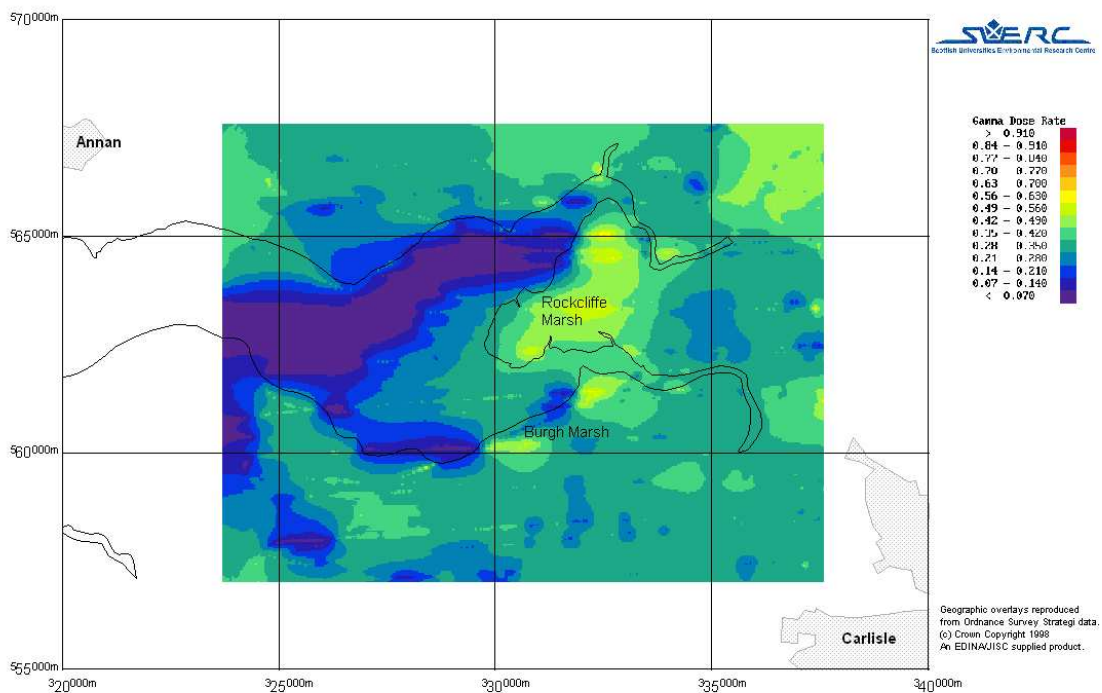 570000m
SUERC
Scottish Universities Environmental Research Centre
Annan
Gamma Dose Rate
> 0.910
0.84 - 0.910
0.77 - 0.840
0.70 0.770
0.63 0.700
0.56 - 0.630
0.49 - 0.560
0.42 - 0.490
0.35 - 0.420
0.28 0.350
0.21 0.280
0.14 - 0.210
0.07 - 0.140
< 0.070
565000m
Rockcliffe
Marsh
Burgh Marsh
560000m
Geographic overlays reproduced
from Ordnance Survey Strategi data.
(c) Crown Copyright 1998
An EDINA/JISC supplied product.
Carlisle
555000m
320000m
325000m
330000m
335000m
340000m